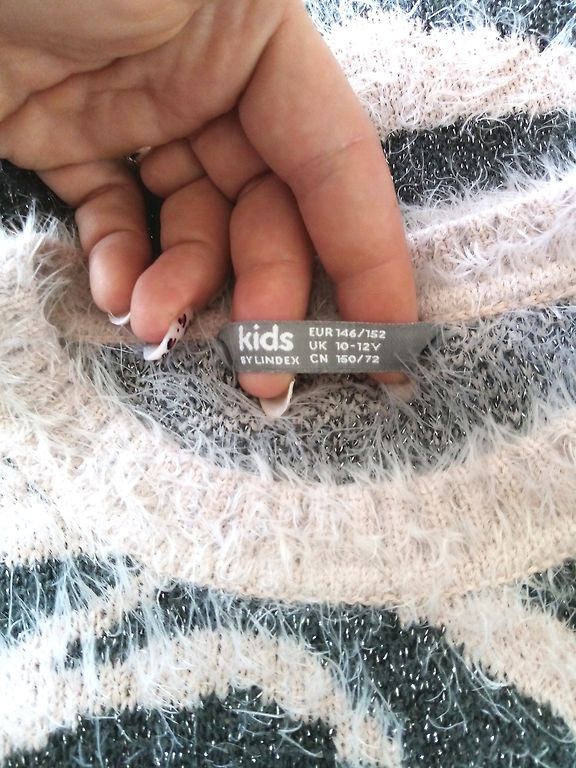 kids
BY LINDEX
EUR 146/152
UK 10-12Y
CN 150/72